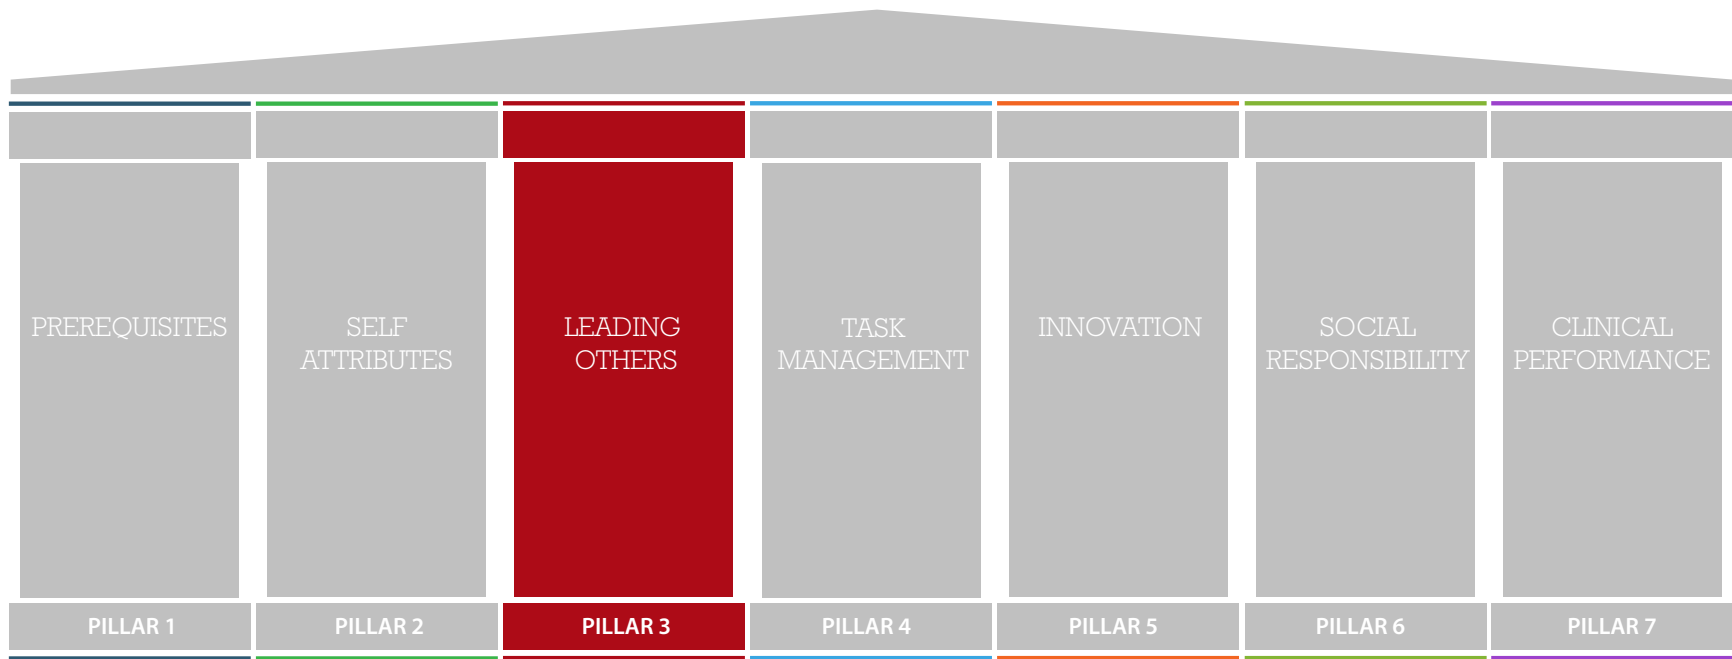 PREREQUISITES
SELF
ATTRIBUTES
LEADING
OTHERS
TASK
MANAGEMENT
INNOVATION
SOCIAL
RESPONSIBILITY
CLINICAL
PERFORMANCE
PILLAR 1
PILLAR 2
PILLAR 3
PILLAR 4
PILLAR 5
PILLAR 6
PILLAR 7